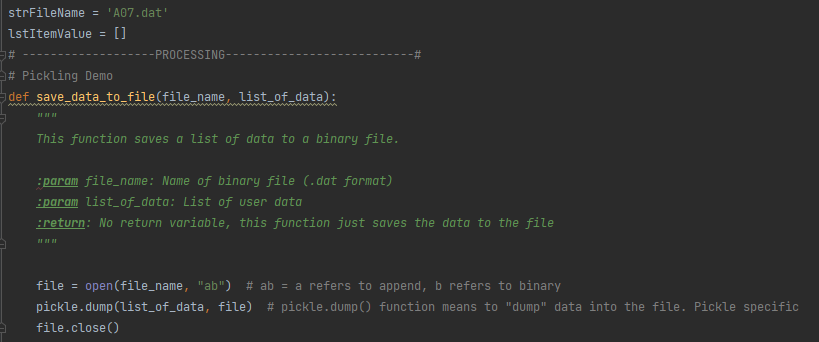 strFileName = 'A07.dat'
lstItemValue = []
# -------------------PROCESSING---------------------------#
# Pickling Demo
def save_data_to_file(file_name, list_of_data):
    """
    This function saves a list of data to a binary file.

    :param file_name: Name of binary file (.dat format)
    :param list_of_data: List of user data
    :return: No return variable, this function just saves the data to the file
    """

    file = open(file_name, "ab")  # ab = a refers to append, b refers to binary
    pickle.dump(list_of_data, file)  # pickle.dump() function means to "dump" data into the file. Pickle specific
    file.close()